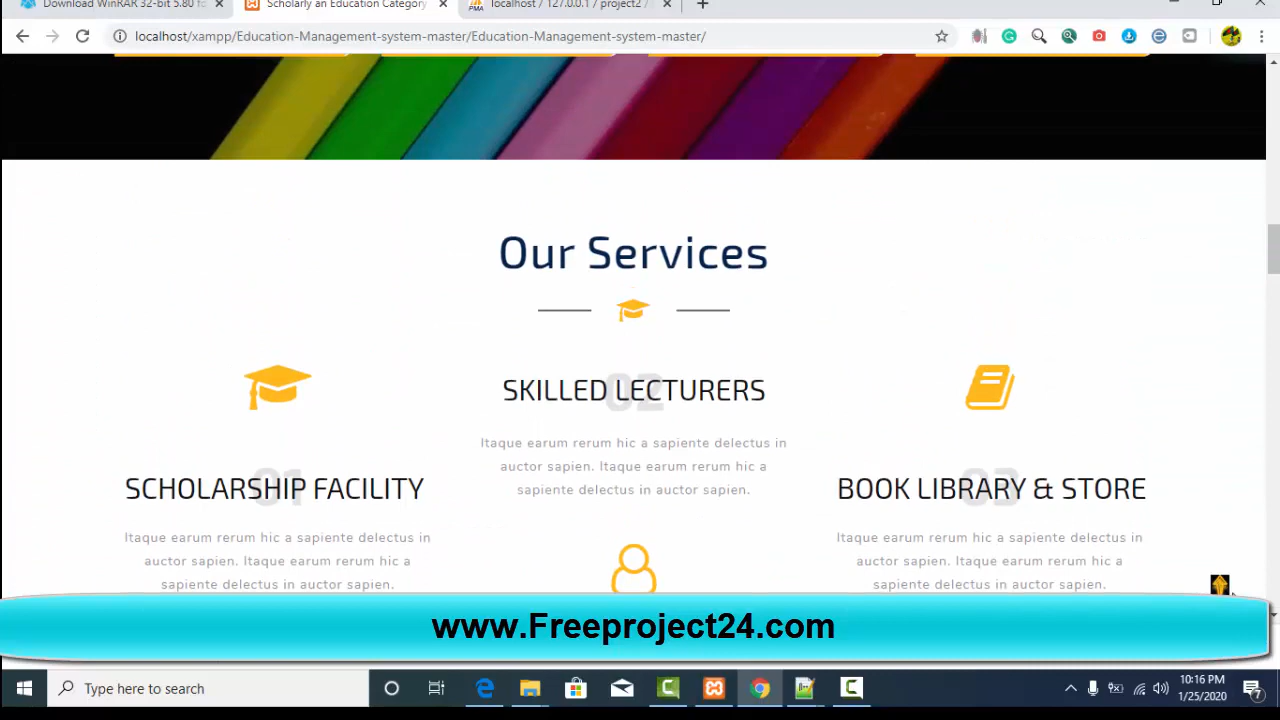 Download WinRAR 32-bit 5.80 fo
Scholarly an Education Category
localhost / 127.0.0.1 / project2 /
localhost/xampp/Education-Management-system-master/Education-Management-system-master/
Our Services
01
SCHOLARSHIP FACILITY
Itaque earum rerum hic a sapiente delectus in
auctor sapien. Itaque earum rerum hic a
sapiente delectus in auctor sapien.
02
SKILLED LECTURERS
Itaque earum rerum hic a sapiente delectus in
auctor sapien. Itaque earum rerum hic a
sapiente delectus in auctor sapien.
03
BOOK LIBRARY & STORE
Itaque earum rerum hic a sapiente delectus in
auctor sapien. Itaque earum rerum hic a
sapiente delectus in auctor sapien.
www.Freeproject24.com
Type here to search
10:16 PM
1/25/2020
7